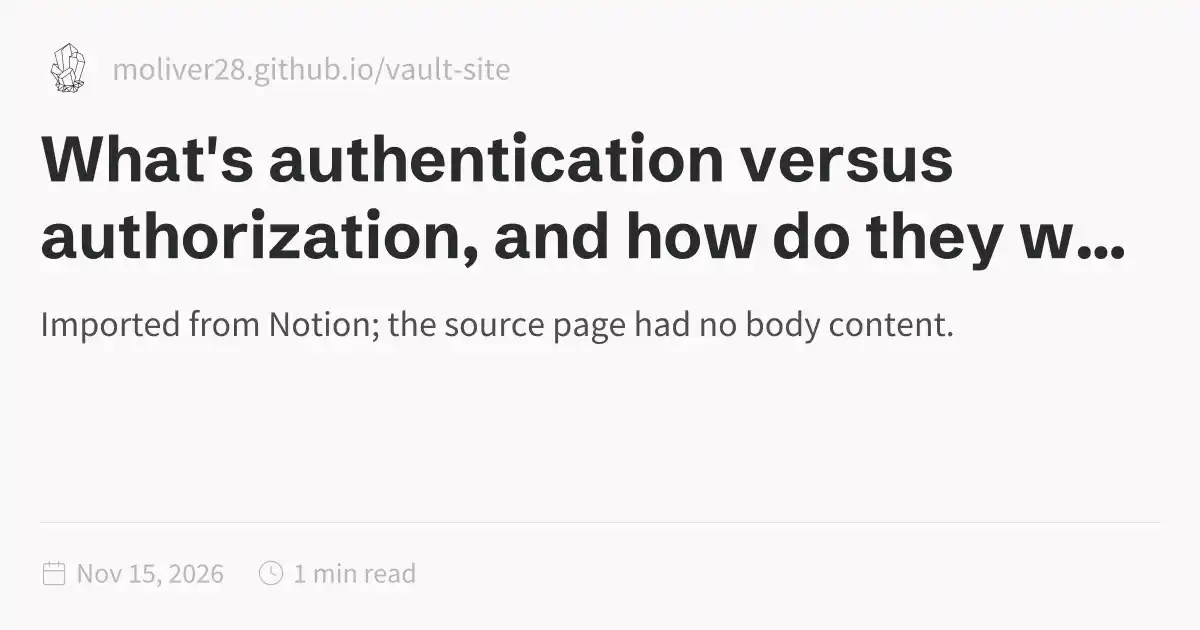 moliver28.github.io/vault-site
What's authentication versus
authorization, and how do they w...
Imported from Notion; the source page had no body content.
Nov 15, 2026 1 min read